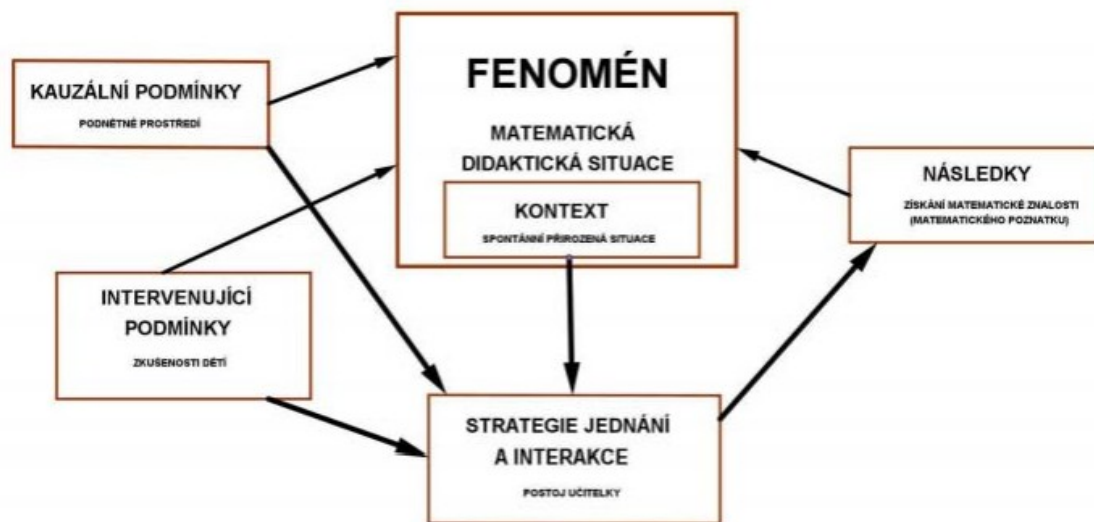 FENOMÉN
MATEMATICKÁ
DIDAKTICKÁ SITUACE
KONTEXT
SPONTÁNNÍ PŘIROZENÁ SITUACE
KAUZÁLNÍ PODMÍNKY
PODNĚTNÉ PROSTŘEDÍ
NÁSLEDKY
ZÍSKÁNÍ MATEMATICKÉ ZNALOSTI
(MATEMATICKÉHO POZNATKU)
INTERVENUJÍCÍ
PODMÍNKY
ZKUŠENOSTI DĚTÍ
STRATEGIE JEDNÁNÍ
A INTERAKCE
POSTOJ UČITELKY